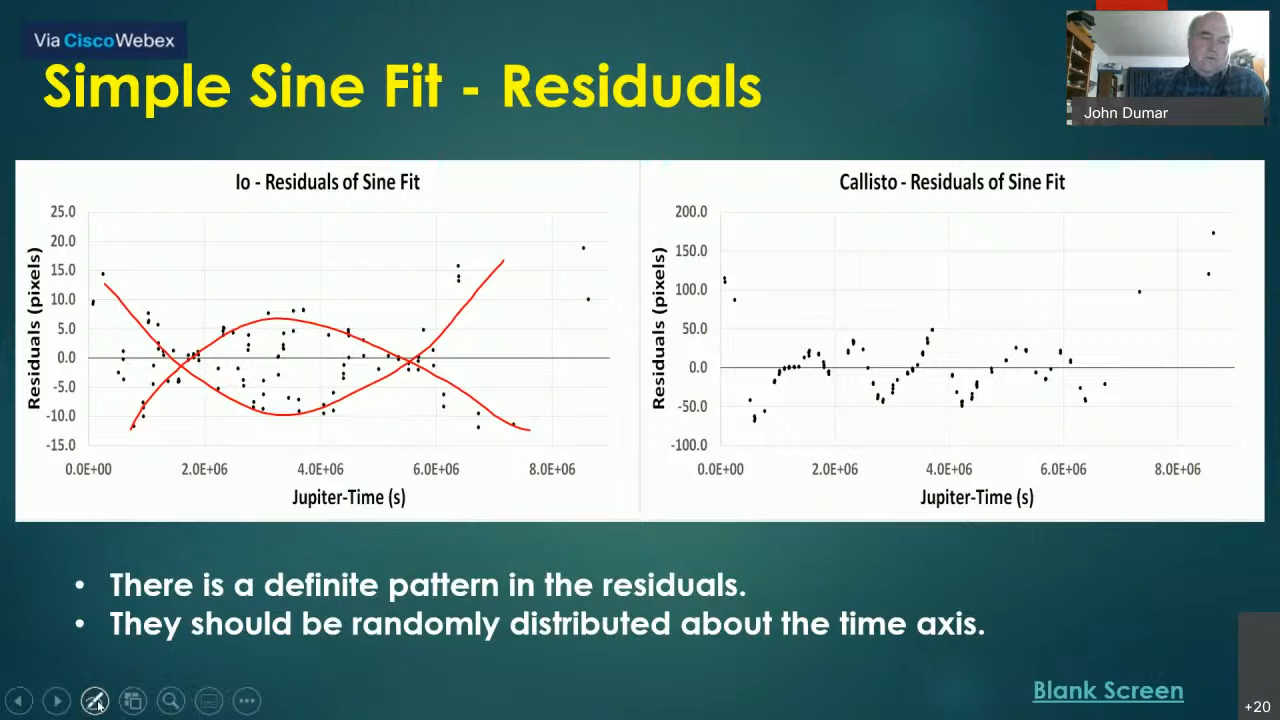 Via CiscoWebex
Simple Sine Fit - Residuals
John Dumar
Io - Residuals of Sine Fit
25.0
20.0
15.0
10.0
5.0
0.0
-5.0
-10.0
-15.0
Residuals (pixels)
0.0E+00 2.0E+06 4.0E+06 6.0E+06 8.0E+06
Jupiter-Time (s)
Callisto - Residuals of Sine Fit
200.0
150.0
100.0
50.0
0.0
-50.0
-100.0
Residuals (pixels)
0.0E+00 2.0E+06 4.0E+06 6.0E+06 8.0E+06
Jupiter-Time (s)
• There is a definite pattern in the residuals.
• They should be randomly distributed about the time axis.
Blank Screen
+20